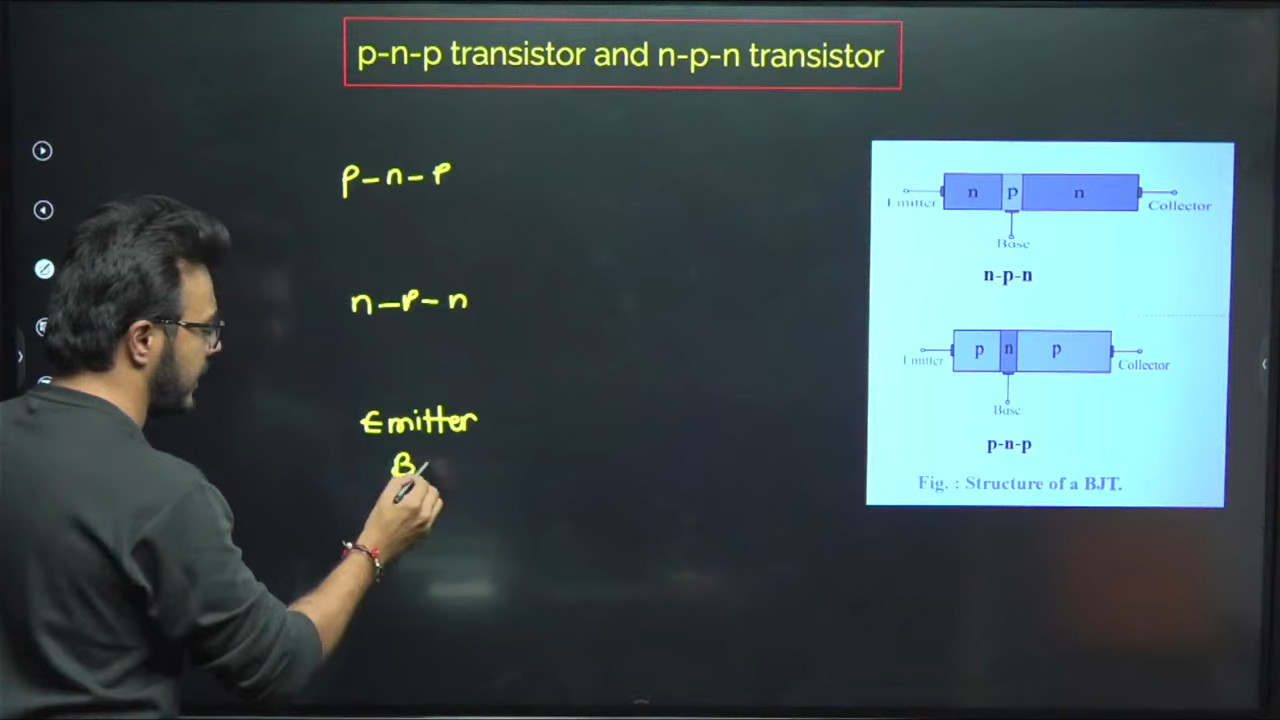 p-n-p transistor and n-p-n transistor
p-n-p
n-p-n
Emitter
B
n p n
Emitter
Collector
Base
n-p-n
p n p
Emitter
Collector
Base
p-n-p
Fig. : Structure of a BJT.